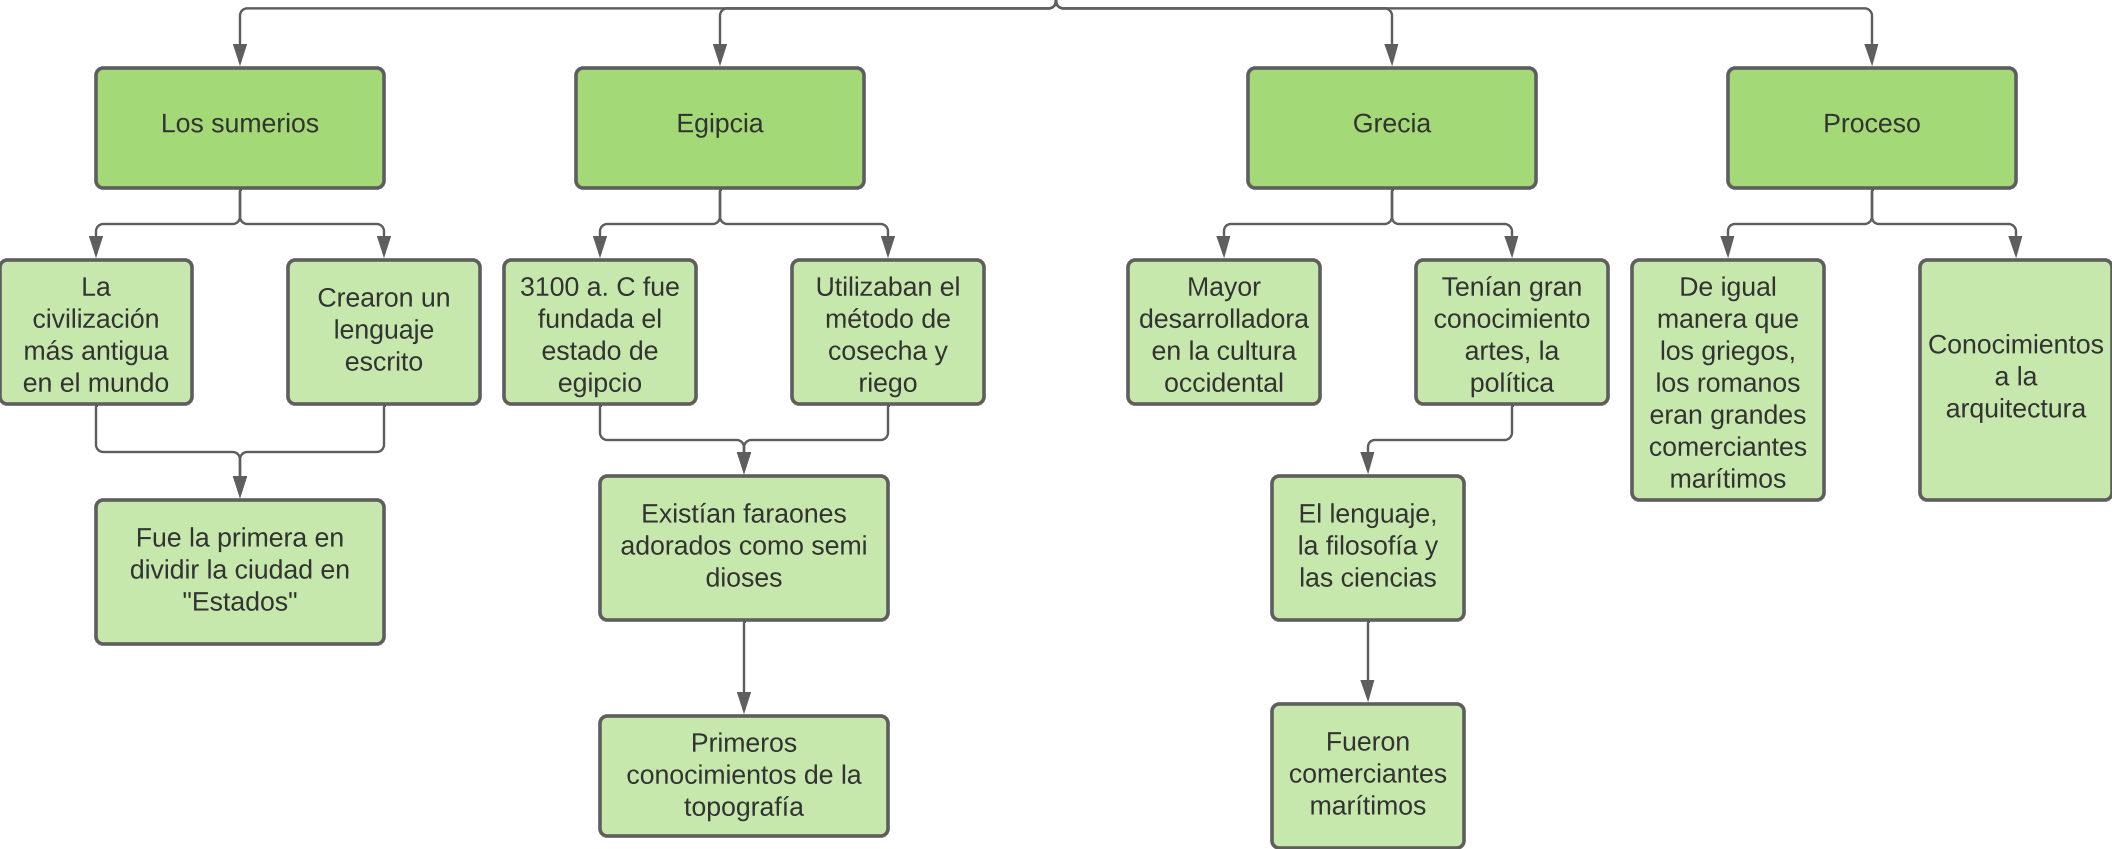 Los sumerios
Egipcia
Grecia
Proceso
La
civilización
más antigua
en el mundo
Crearon un
lenguaje
escrito
3100 a. C fue
fundada el
estado de
egipcio
Utilizaban el
método de
cosecha y
riego
Mayor
desarrolladora
en la cultura
occidental
Tenían gran
conocimiento
artes, la
política
De igual
manera que
los griegos,
los romanos
eran grandes
comerciantes
marítimos
Conocimientos
a la
arquitectura
Fue la primera en
dividir la ciudad en
"Estados"
Existían faraones
adorados como semi
dioses
El lenguaje,
la filosofía y
las ciencias
Primeros
conocimientos de la
topografía
Fueron
comerciantes
marítimos